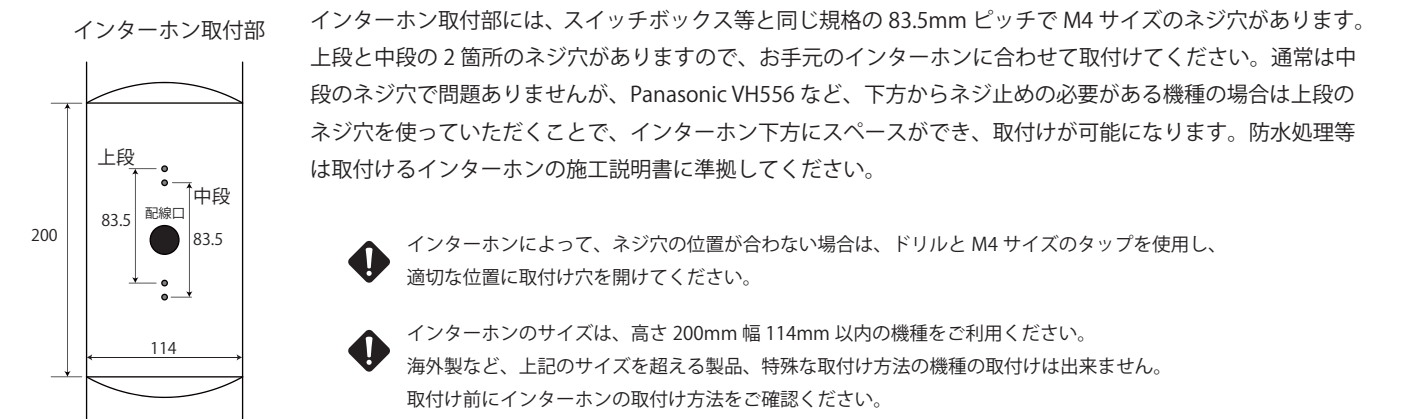 インターホン取付部
上段
中段
配線口
83.5
83.5
200
114
インターホン取付部には、スイッチボックス等と同じ規格の 83.5mm ピッチで M4 サイズのネジ穴があります。
上段と中段の 2 箇所のネジ穴がありますので、お手元のインターホンに合わせて取付けてください。通常は中
段のネジ穴で問題ありませんが、Panasonic VH556 など、下方からネジ止めの必要がある機種の場合は上段の
ネジ穴を使っていただくことで、インターホン下方にスペースができ、取付けが可能になります。防水処理等
は取付けるインターホンの施工説明書に準拠してください。
インターホンによって、ネジ穴の位置が合わない場合は、ドリルと M4 サイズのタップを使用し、
適切な位置に取付け穴を開けてください。
インターホンのサイズは、高さ 200mm 幅 114mm 以内の機種をご利用ください。
海外製など、上記のサイズを超える製品、特殊な取付け方法の機種の取付けは出来ません。
取付け前にインターホンの取付け方法をご確認ください。